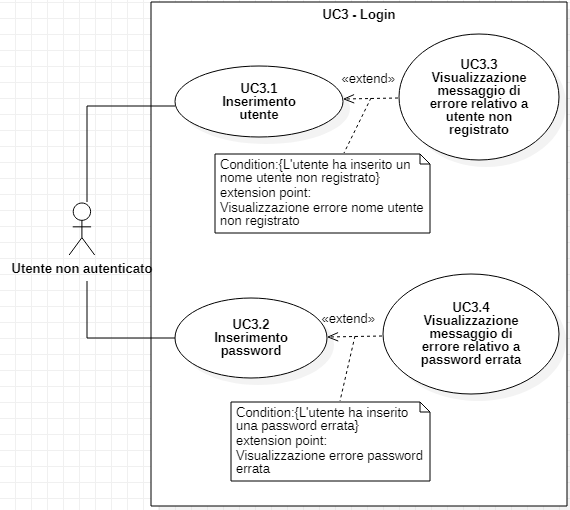 UC3 - Login
UC3.1
Inserimento
utente
«extend»
UC3.3
Visualizzazione
messaggio di
errore relativo a
utente non
registrato
Condition:{L'utente ha inserito un
nome utente non registrato}
extension point:
Visualizzazione errore nome utente
non registrato
Utente non autenticato
UC3.2
Inserimento
password
«extend»
UC3.4
Visualizzazione
messaggio di
errore relativo a
password errata
Condition:{L'utente ha inserito
una password errata}
extension point:
Visualizzazione errore password
errata